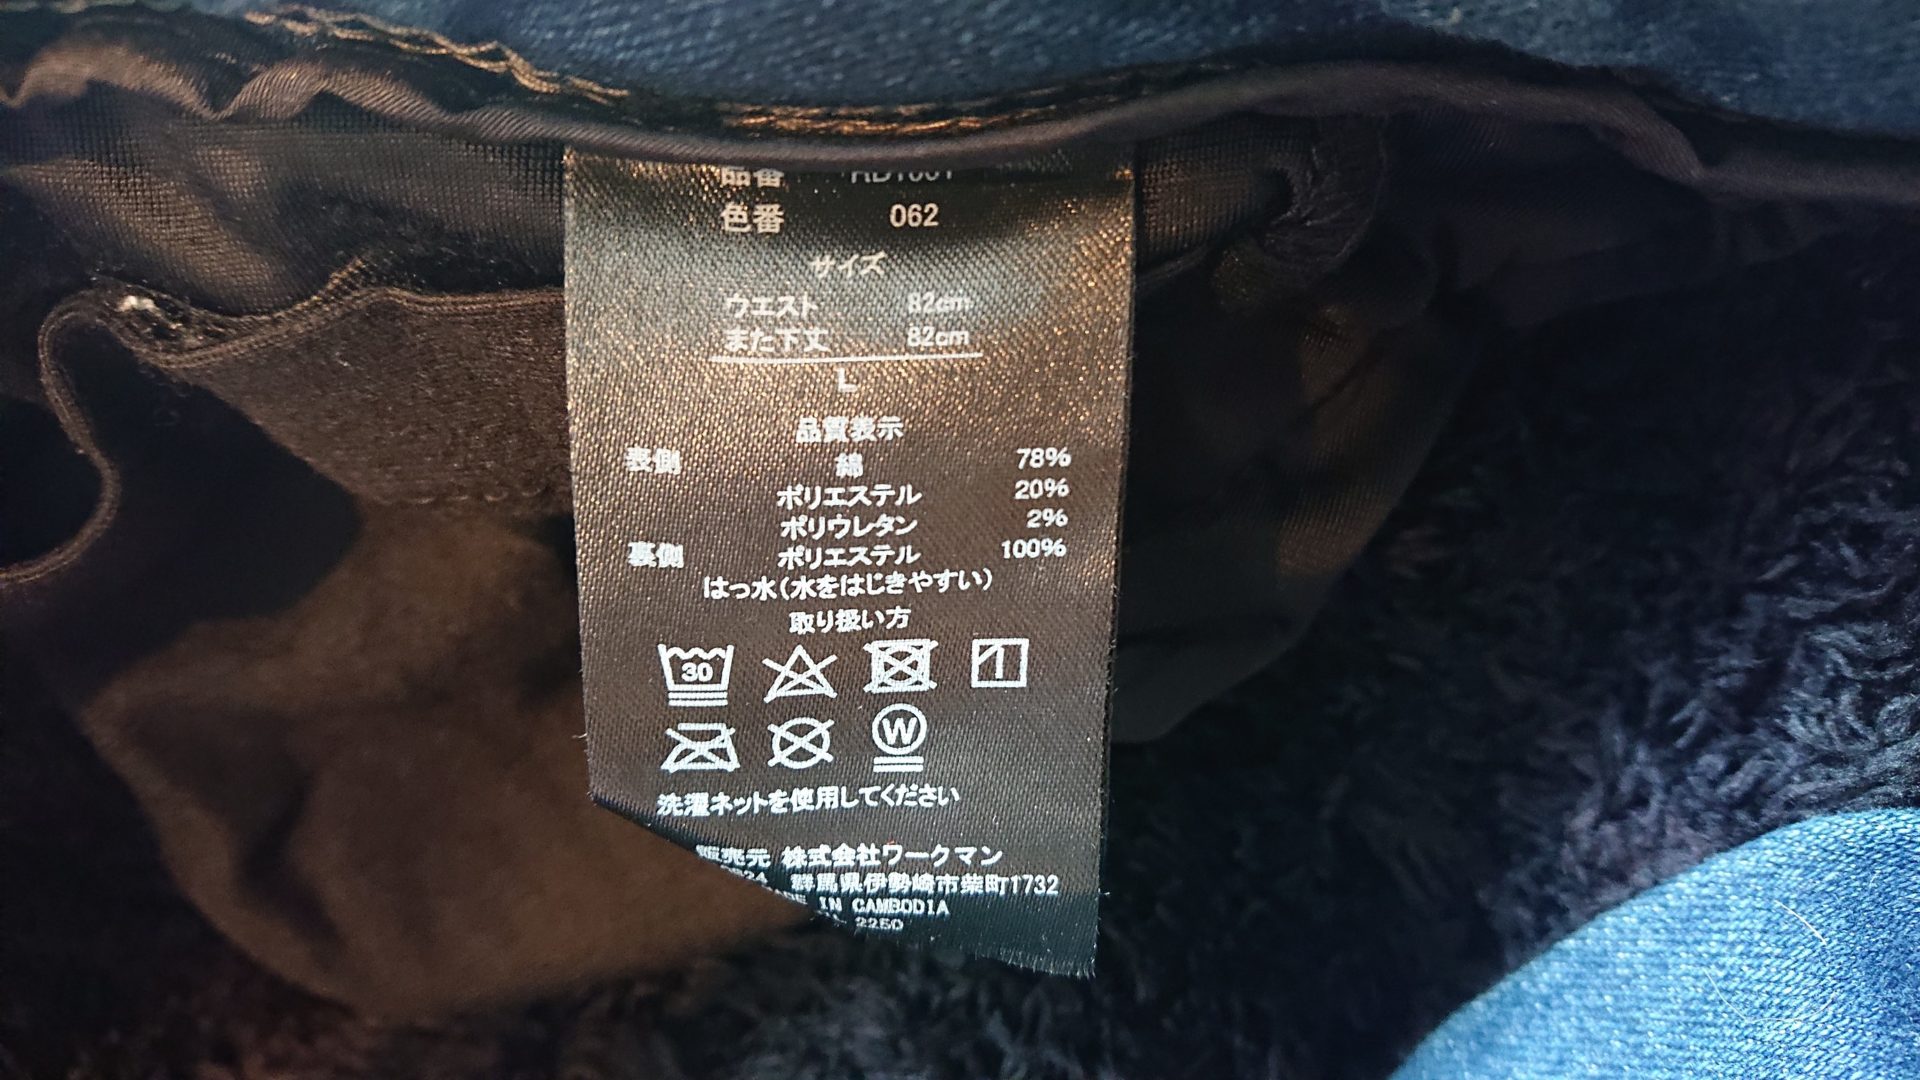 品番
色番 062
サイズ
ウエスト 82cm
また下丈 82cm
L
品質表示
表側 綿 78%
ポリエステル 20%
ポリウレタン 2%
裏側 ポリエステル 100%
はっ水(水をはじきやすい)
取り扱い方
30
W
洗濯ネットを使用してください
販売元 株式会社ワークマン
群馬県伊勢崎市柴町1732
IN CAMBODIA
2250